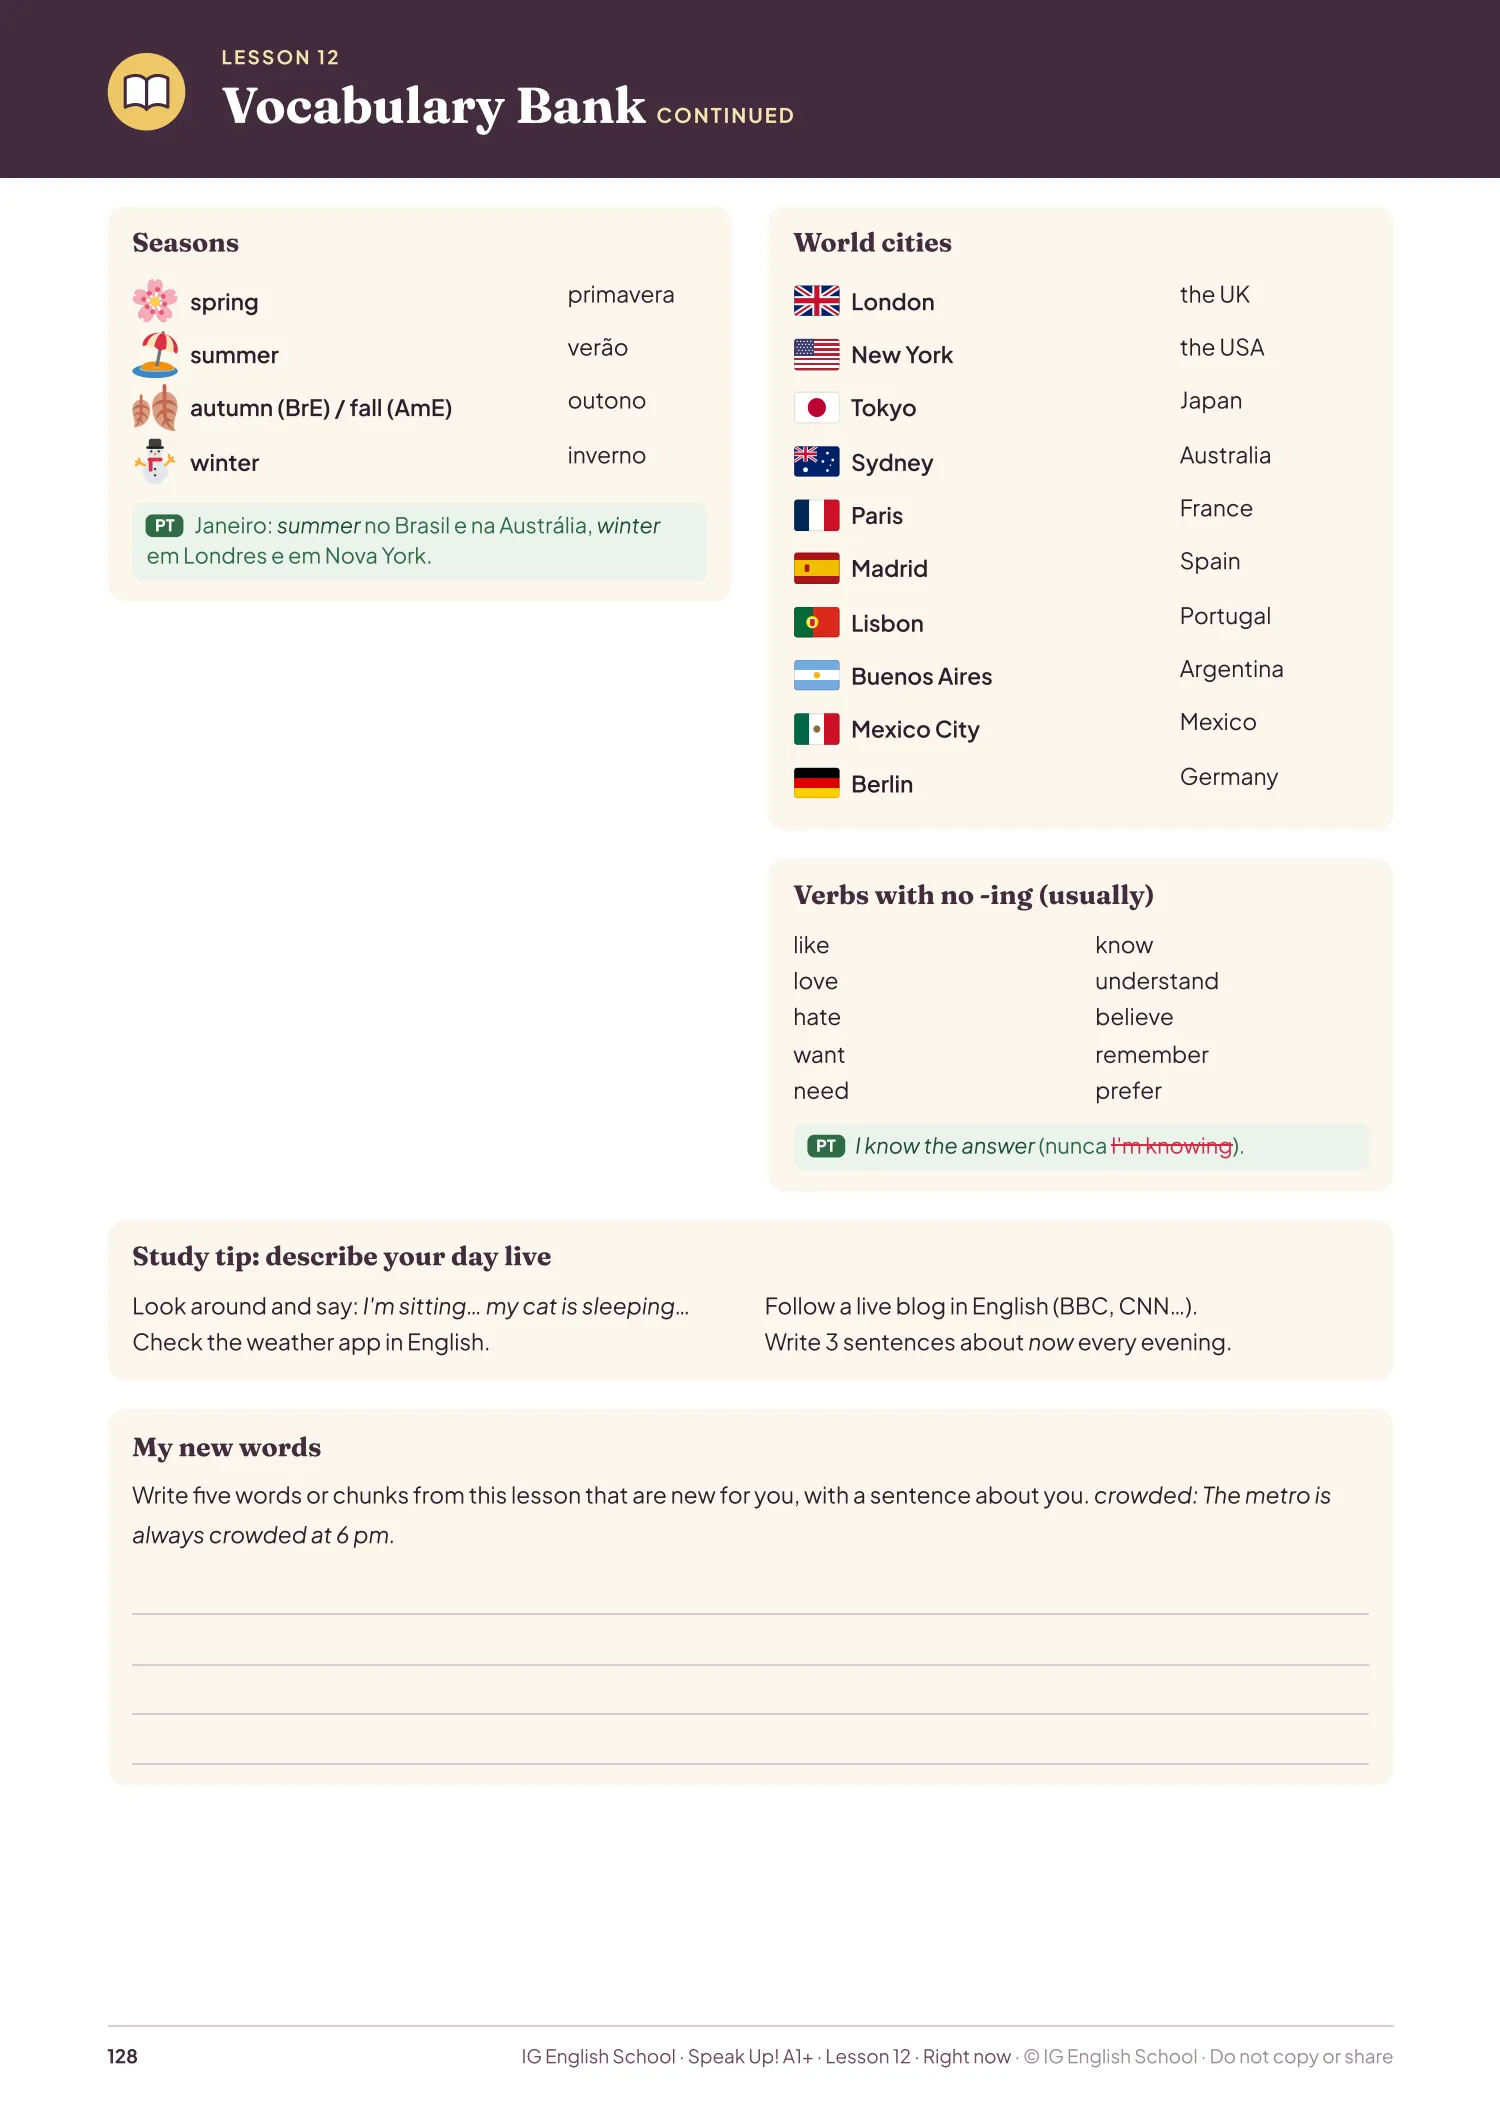 LESSON 12
Vocabulary Bank CONTINUED
Seasons
spring primavera
summer verão
autumn (BrE) / fall (AmE) outono
winter inverno
PT Janeiro: summer no Brasil e na Austrália, winter
em Londres e em Nova York.
World cities
London the UK
New York the USA
Tokyo Japan
Sydney Australia
Paris France
Madrid Spain
Lisbon Portugal
Buenos Aires Argentina
Mexico City Mexico
Berlin Germany
Verbs with no -ing (usually)
like know
love understand
hate believe
want remember
need prefer
PT I know the answer (nunca I'm knowing).
Study tip: describe your day live
Look around and say: I'm sitting... my cat is sleeping... Follow a live blog in English (BBC, CNN...).
Check the weather app in English. Write 3 sentences about now every evening.
My new words
Write five words or chunks from this lesson that are new for you, with a sentence about you. crowded: The metro is
always crowded at 6 pm.
128 IG English School · Speak Up! A1+ · Lesson 12 · Right now · © IG English School · Do not copy or share